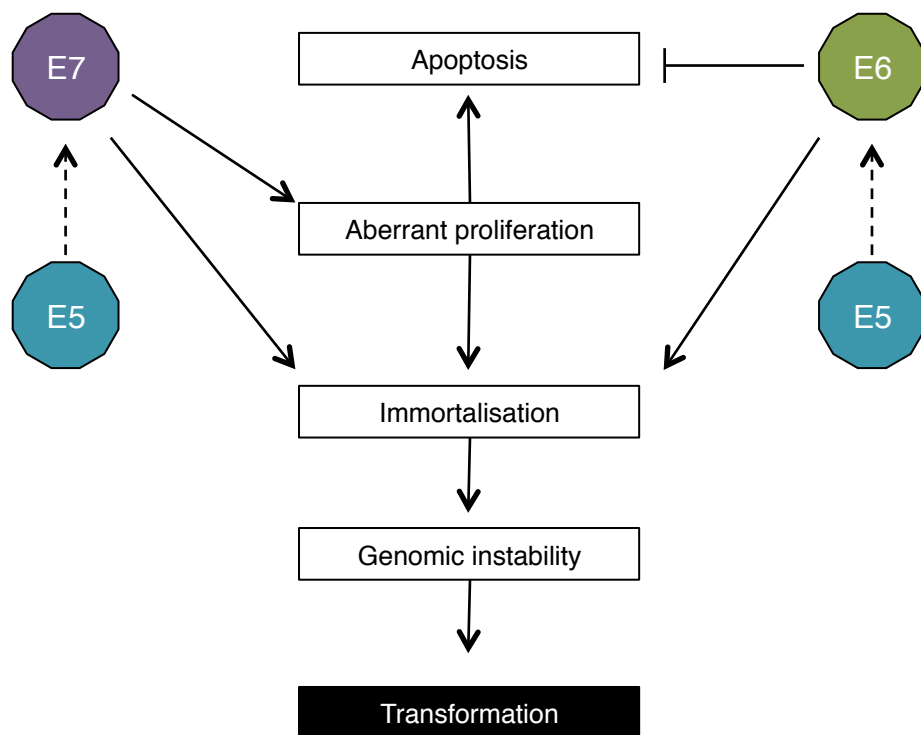 E7
Apoptosis
E6
Aberrant proliferation
E5
E5
Immortalisation
Genomic instability
Transformation